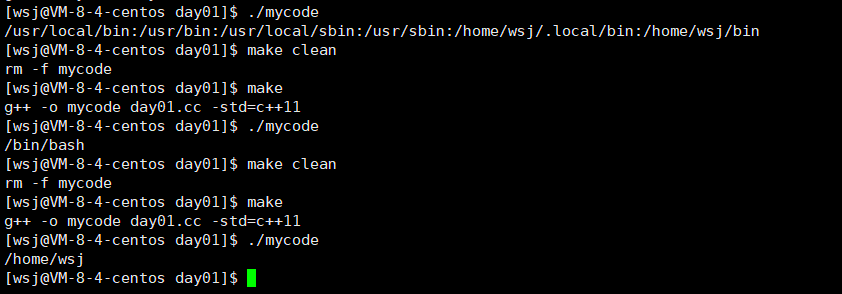 [wsj@VM-8-4-centos day01]$ ./mycode
/usr/local/bin:/usr/bin:/usr/local/sbin:/usr/sbin:/home/wsj/.local/bin:/home/wsj/bin
[wsj@VM-8-4-centos day01]$ make clean
rm -f mycode
[wsj@VM-8-4-centos day01]$ make
g++ -o mycode day01.cc -std=c++11
[wsj@VM-8-4-centos day01]$ ./mycode
/bin/bash
[wsj@VM-8-4-centos day01]$ make clean
rm -f mycode
[wsj@VM-8-4-centos day01]$ make
g++ -o mycode day01.cc -std=c++11
[wsj@VM-8-4-centos day01]$ ./mycode
/home/wsj
[wsj@VM-8-4-centos day01]$